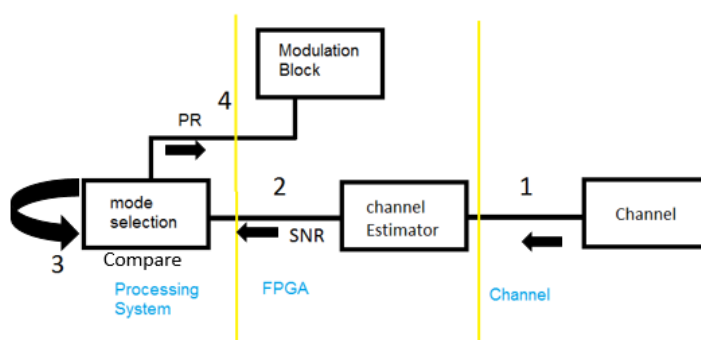 Modulation
Block
4
PR
mode
selection
2
SNR
channel
Estimator
1
Channel
3
Compare
Processing
System
FPGA
Channel